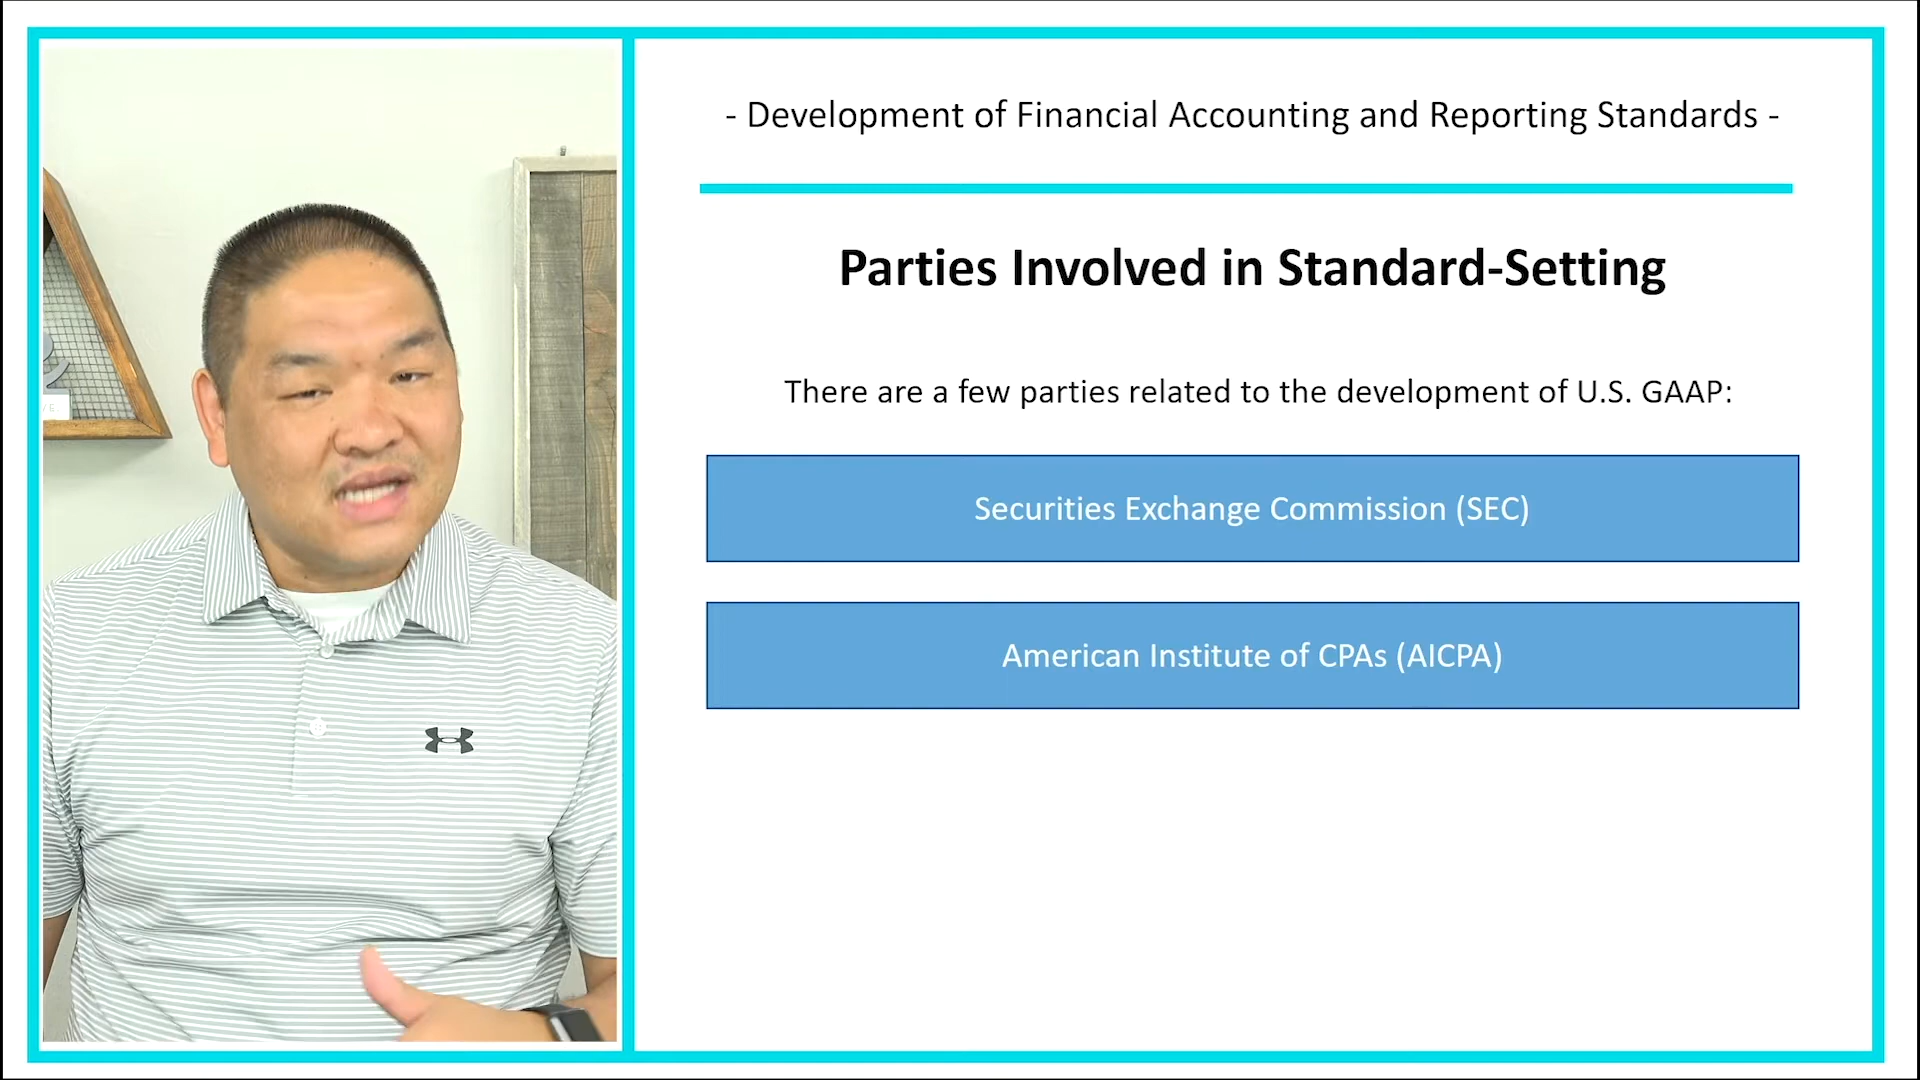 - Development of Financial Accounting and Reporting Standards -
Parties Involved in Standard-Setting
There are a few parties related to the development of U.S. GAAP:
Securities Exchange Commission (SEC)
American Institute of CPAs (AICPA)